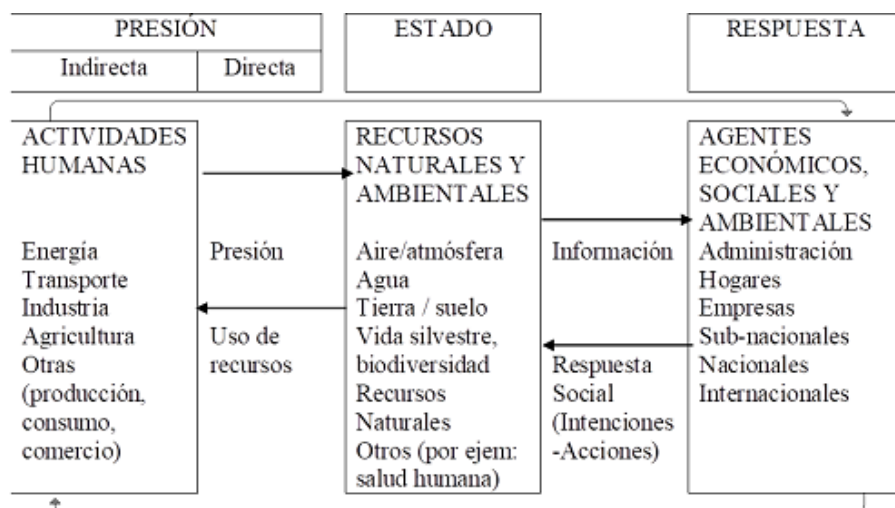 PRESIÓN
Indirecta
Directa
ESTADO
RESPUESTA
ACTIVIDADES
HUMANAS
Energía
Transporte
Industria
Agricultura
Otras
(producción,
consumo,
comercio)
Presión
Uso de
recursos
RECURSOS
NATURALES Y
AMBIENTALES
Aire/atmósfera
Agua
Tierra / suelo
Vida silvestre,
biodiversidad
Recursos
Naturales
Otros (por ejem:
salud humana)
Información
Respuesta
Social
(Intenciones
-Acciones)
AGENTES
ECONÓMICOS,
SOCIALES Y
AMBIENTALES
Administración
Hogares
Empresas
Sub-nacionales
Nacionales
Internacionales